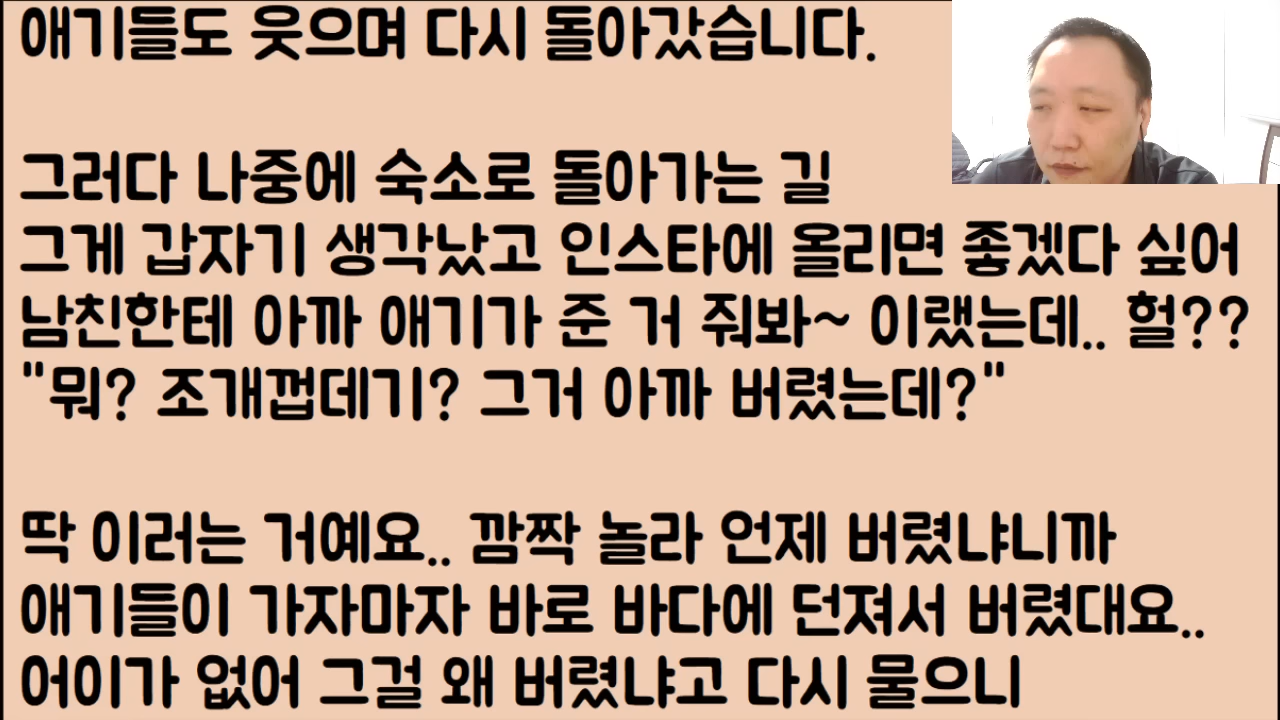 애기들도 웃으며 다시 돌아갔습니다.
그러다 나중에 숙소로 돌아가는 길
그게 갑자기 생각났고 인스타에 올리면 좋겠다 싶어
남친한테 아까 애기가 준 거 줘봐~ 이랬는데.. 헐??
"뭐? 조개껍데기? 그거 아까 버렸는데?"
딱 이러는 거예요.. 깜짝 놀라 언제 버렸냐니까
애기들이 가자마자 바로 바다에 던져서 버렸대요..
어이가 없어 그걸 왜 버렸냐고 다시 물으니